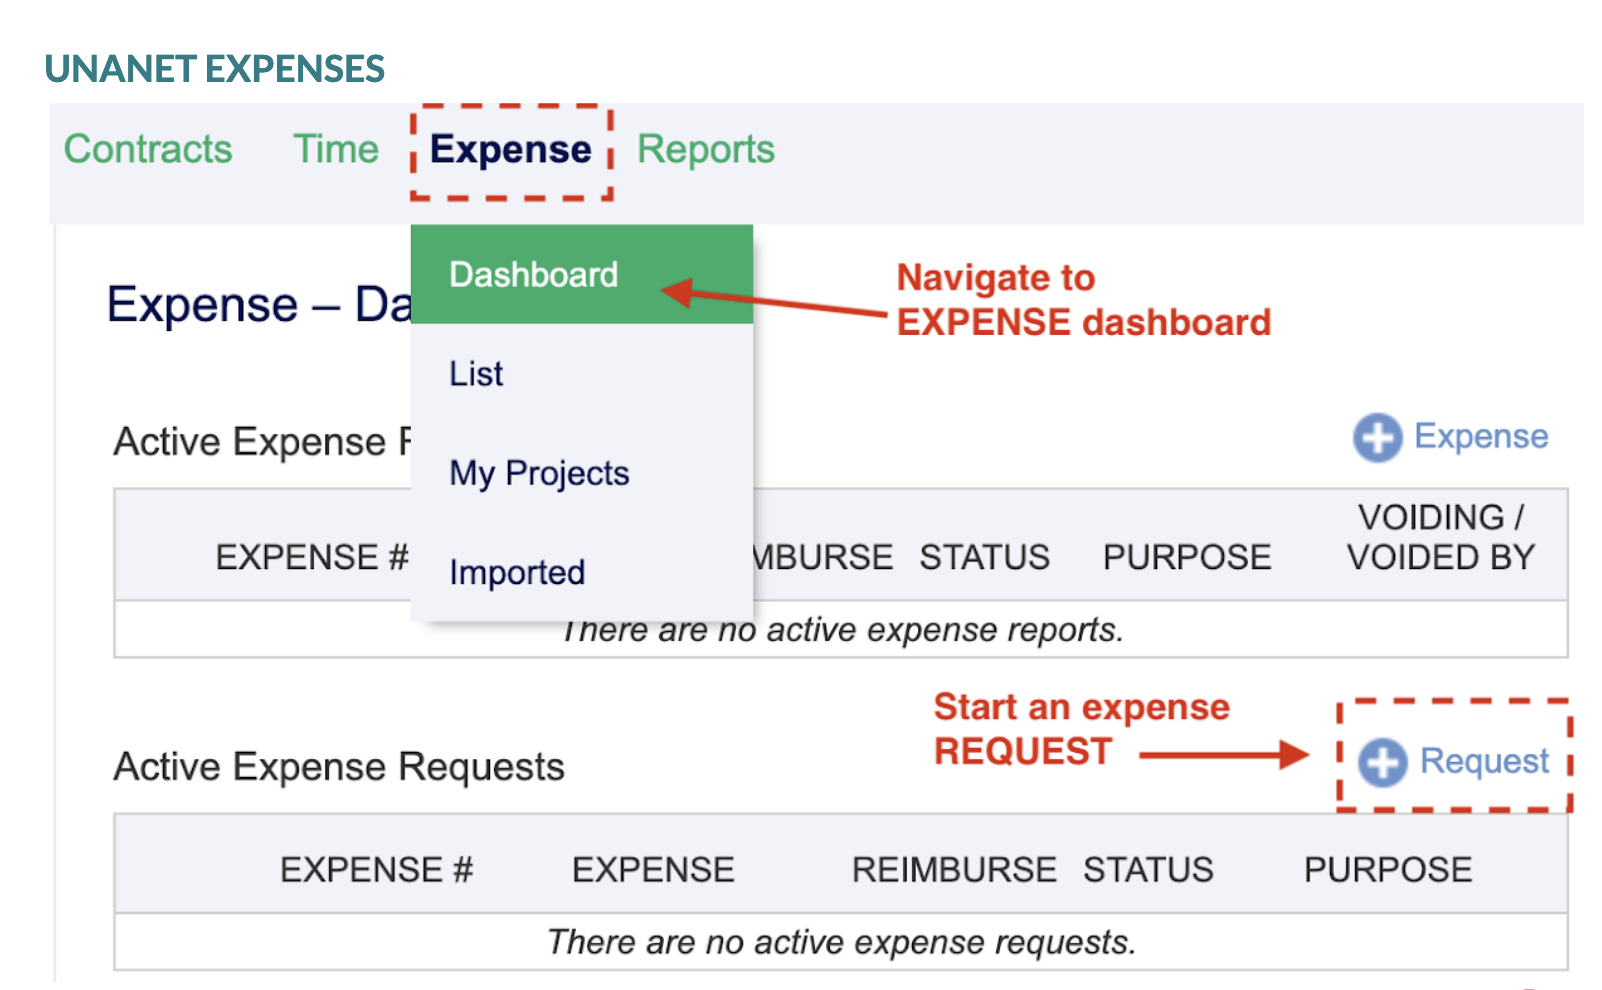 UNANET EXPENSES
Contracts Time Expense Reports
Dashboard
Navigate to
EXPENSE dashboard
Expense – Da
List
Active Expense
+ Expense
My Projects
VOIDING /
EXPENSE # MBURSE STATUS PURPOSE VOIDED BY
Imported
There are no active expense reports.
Start an expense
REQUEST
Active Expense Requests
+ Request
EXPENSE # EXPENSE REIMBURSE STATUS PURPOSE
There are no active expense requests.